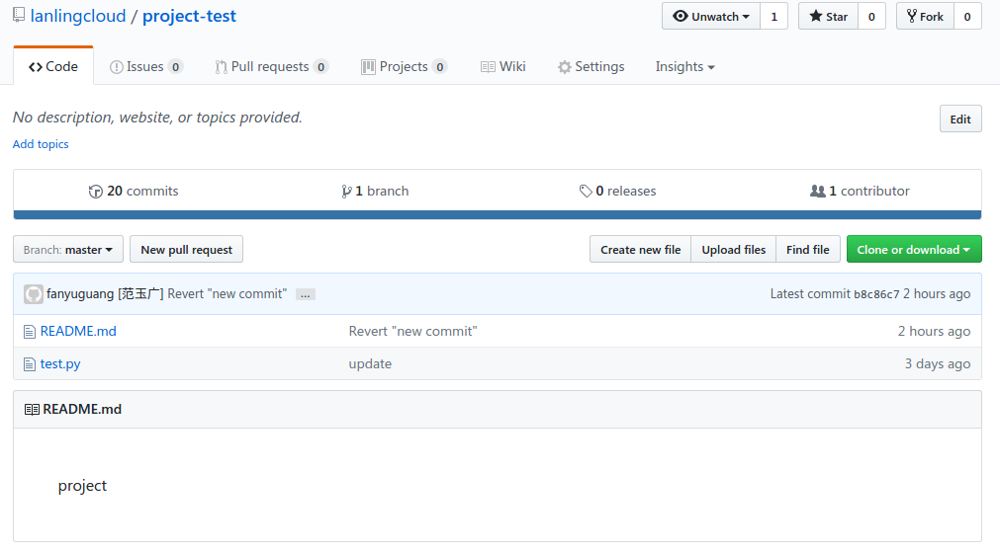 lanlingcloud / project-test Unwatch 1 Star 0 Fork 0
Code Issues 0 Pull requests 0 Projects 0 Wiki Settings Insights
No description, website, or topics provided. Edit
Add topics
20 commits 1 branch 0 releases 1 contributor
Branch: master New pull request Create new file Upload files Find file Clone or download
fanyuguang [范玉广] Revert "new commit" ... Latest commit b8c86c7 2 hours ago
README.md Revert "new commit" 2 hours ago
test.py update 3 days ago
README.md
project